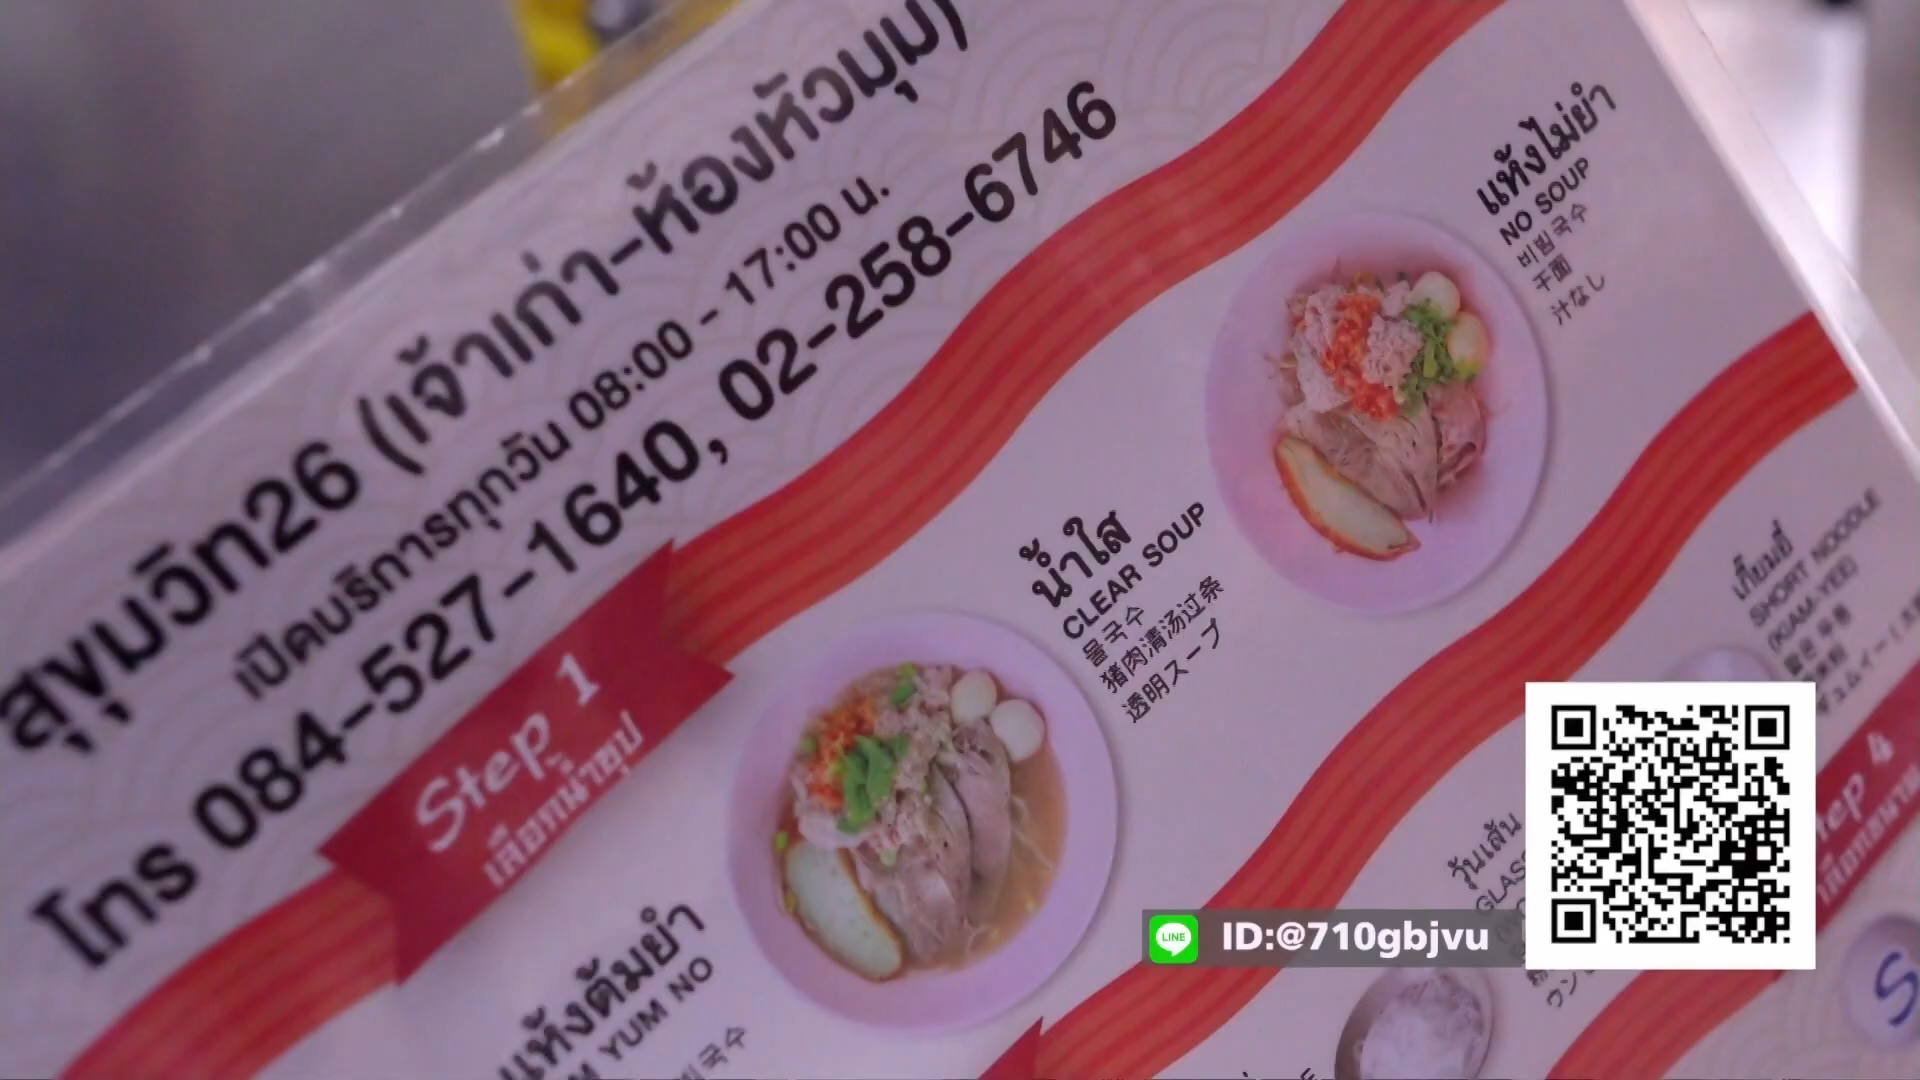 สุขุมวิท26 (เจ้าเก่า-ห้องหัวมุม)
เปิดบริการทุกวัน 08:00 - 17:00 น.
โทร 084-527-1640, 02-258-6746
Step 1
เลือกน้ำซุป
แห้งไม่ยำ
NO SOUP
비빔국수
干面
汁なし
น้ำใส
CLEAR SOUP
물국수
猪肉清汤过条
透明スープ
แห้งต้มยำ
YUM NO
เกี้ยมอี๋
SHORT NOODLE
(KIAM-YEE)
วุ้นเส้น
GLAS
tep 4
LINE
ID:@710gbjvu